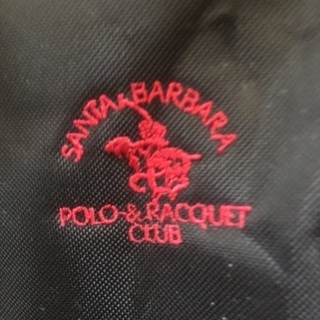 SANTA BARBARA
POLO & RACQUET
CLUB